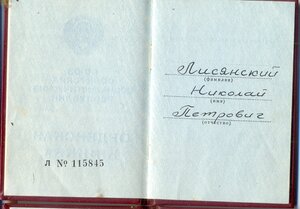 Л № 115845
Лисянский
(фамилия)
Николай
(имя)
Петрович
(отчество)